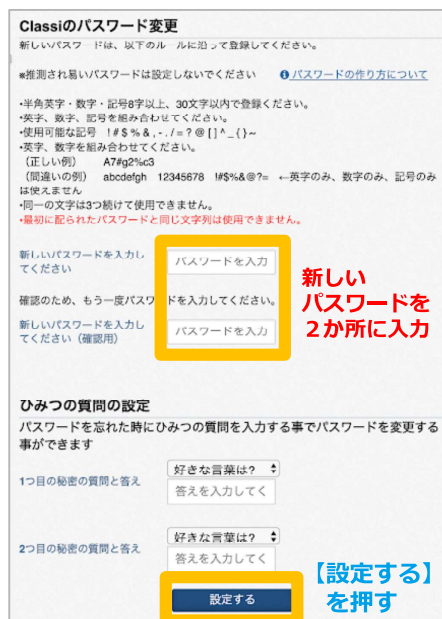 Classiのパスワード変更
新しいパスワードは、以下のルールに沿って登録してください。
※推測され易いパスワードは設定しないでください パスワードの作り方について
・半角英字・数字・記号8字以上、30文字以内で登録ください。
・英字、数字、記号を組み合わせてください。
・使用可能な記号 ! # $ % & , - . / = ? @ [ ] ^ _ { } ~
・英字、数字を組み合わせてください。
（正しい例） A7#g2%c3
（間違いの例） abcdefgh 12345678 !#$%&@?= ←英字のみ、数字のみ、記号のみ
は使えません
・同一の文字は3つ続けて使用できません。
・最初に配られたパスワードと同じ文字列は使用できません。
新しいパスワードを入力し
てください
パスワードを入力
新しい
パスワードを
２か所に入力
確認のため、もう一度パスワードを入力してください。
新しいパスワードを入力し
てください（確認用）
パスワードを入力
ひみつの質問の設定
パスワードを忘れた時にひみつの質問を入力する事でパスワードを変更する
事ができます
1つ目の秘密の質問と答え
好きな言葉は?
答えを入力してく
2つ目の秘密の質問と答え
好きな言葉は?
答えを入力してく
設定する
【設定する】
を押す